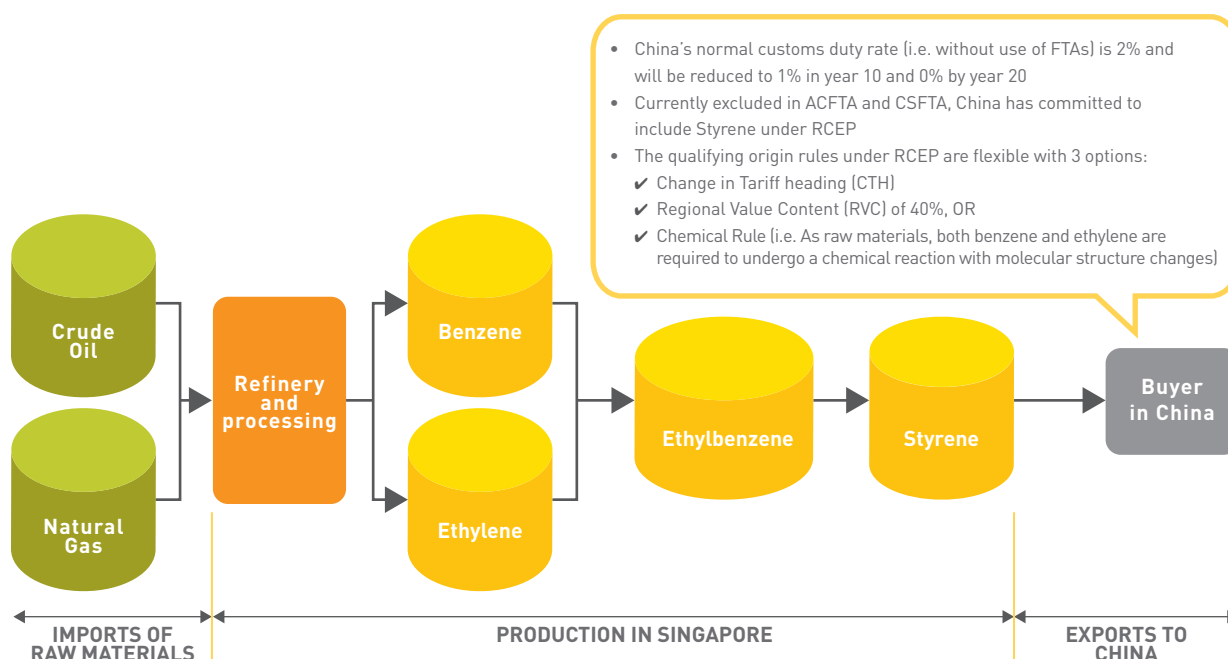 • China's normal customs duty rate (i.e. without use of FTAs) is 2% and
will be reduced to 1% in year 10 and 0% by year 20
• Currently excluded in ACFTA and CSFTA, China has committed to
include Styrene under RCEP
• The qualifying origin rules under RCEP are flexible with 3 options:
✔ Change in Tariff heading (CTH)
✔ Regional Value Content (RVC) of 40%, OR
✔ Chemical Rule (i.e. As raw materials, both benzene and ethylene are
required to undergo a chemical reaction with molecular structure changes)
Crude
Oil
Natural
Gas
Refinery
and
processing
Benzene
Ethylene
Ethylbenzene
Styrene
Buyer
in China
IMPORTS OF
RAW MATERIALS
PRODUCTION IN SINGAPORE
EXPORTS TO
CHINA